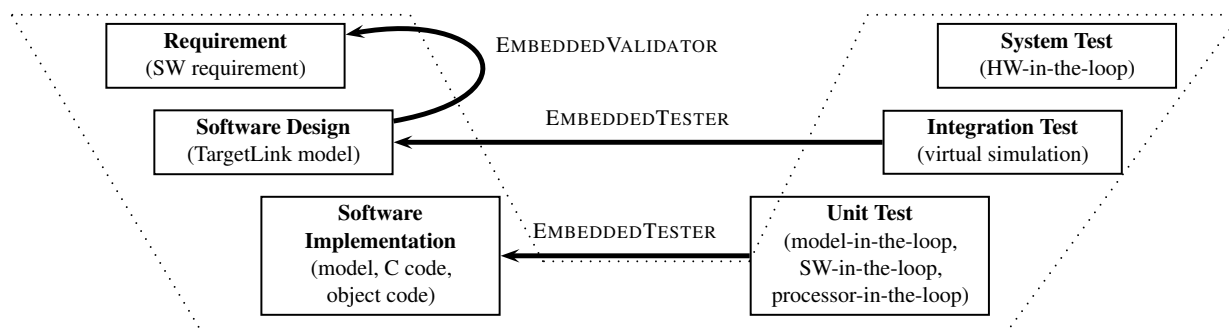 Requirement
(SW requirement)
EMBEDDEDVALIDATOR
System Test
(HW-in-the-loop)
Software Design
(TargetLink model)
EMBEDDEDTESTER
Integration Test
(virtual simulation)
Software
Implementation
(model, C code,
object code)
EMBEDDEDTESTER
Unit Test
(model-in-the-loop,
SW-in-the-loop,
processor-in-the-loop)